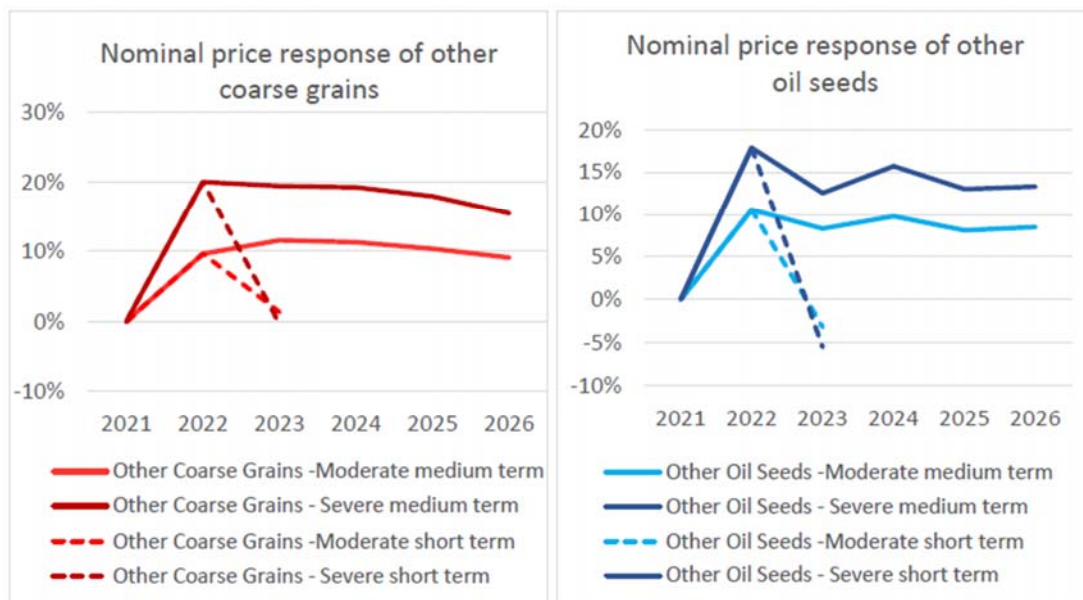 Nominal price response of other
coarse grains
30%
20%
10%
0%
-10%
2021 2022 2023 2024 2025 2026
Other Coarse Grains -Moderate medium term
Other Coarse Grains - Severe medium term
Other Coarse Grains -Moderate short term
Other Coarse Grains - Severe short term
Nominal price response of other
oil seeds
20%
15%
10%
5%
0%
-5%
-10%
2021 2022 2023 2024 2025 2026
Other Oil Seeds -Moderate medium term
Other Oil Seeds - Severe medium term
Other Oil Seeds -Moderate short term
Other Oil Seeds - Severe short term